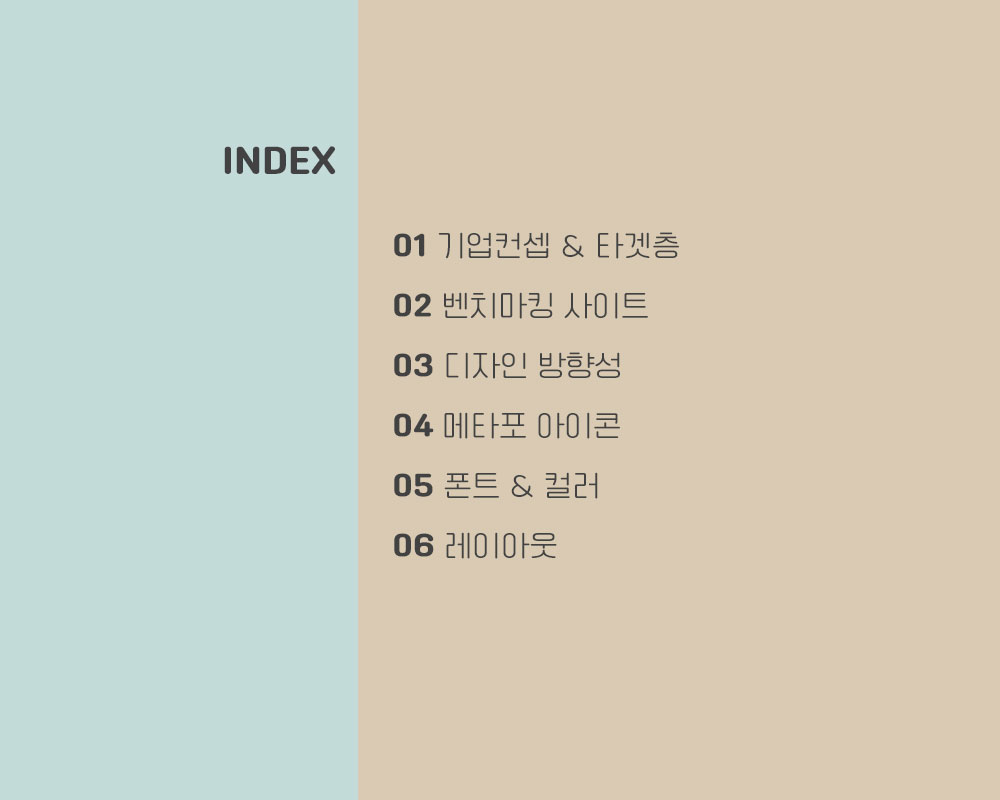 INDEX
01 기업컨셉 & 타겟층
02 벤치마킹 사이트
03 디자인 방향성
04 메타포 아이콘
05 폰트 & 컬러
06 레이아웃